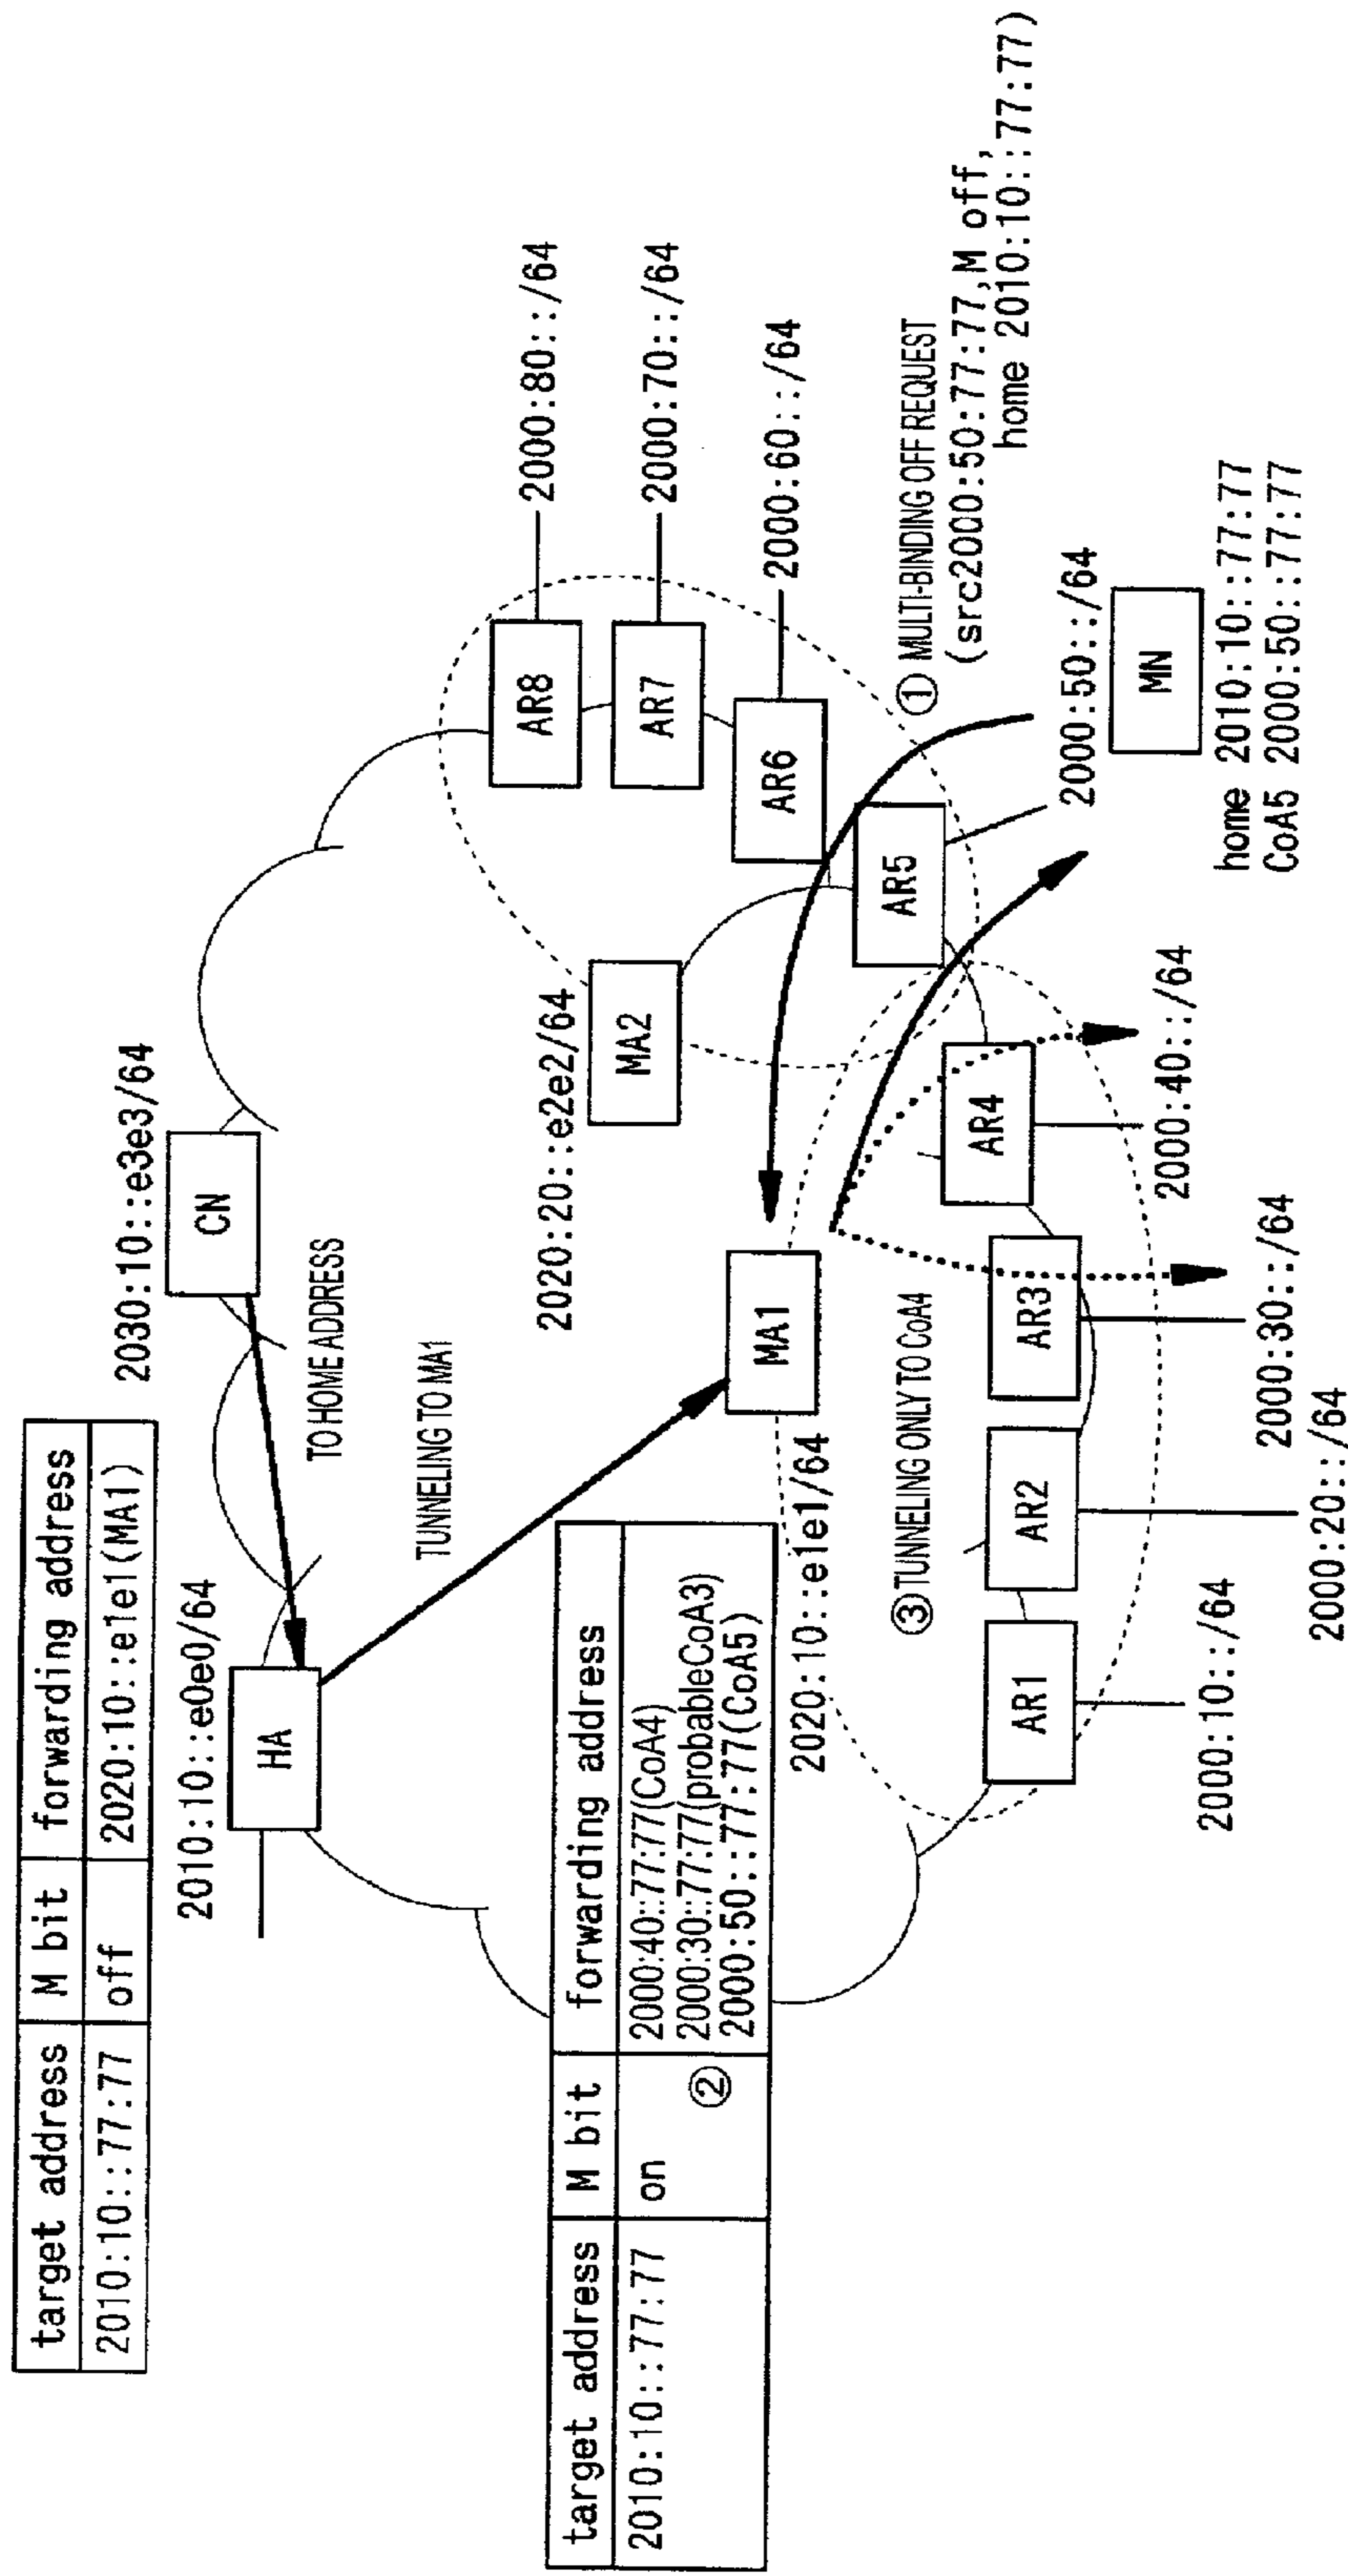 target address M bit forwarding address
2010:10::77:77 off 2020:10::e1e1(MA1)
2010:10::e0e0/64
HA
2030:10::e3e3/64
CN
TO HOME ADDRESS
TUNNELING TO MA1
target address M bit forwarding address
2010:10::77:77 on 2000:40::77:77(CoA4)
② 2000:30::77:77(probableCoA3)
2000:50::77:77(CoA5)
2020:20::e2e2/64
MA2
2020:10::e1e1/64
MA1
AR8
2000:80::/64
AR7
2000:70::/64
AR6
2000:60::/64
AR5
2000:50::/64
① MULTI-BINDING OFF REQUEST
(src2000:50:77:77,M off,
home 2010:10::77:77)
③TUNNELING ONLY TO CoA4
AR1
2000:10::/64
AR2
2000:20::/64
AR3
2000:30::/64
AR4
2000:40::/64
MN
home 2010:10::77:77
CoA5 2000:50::77:77